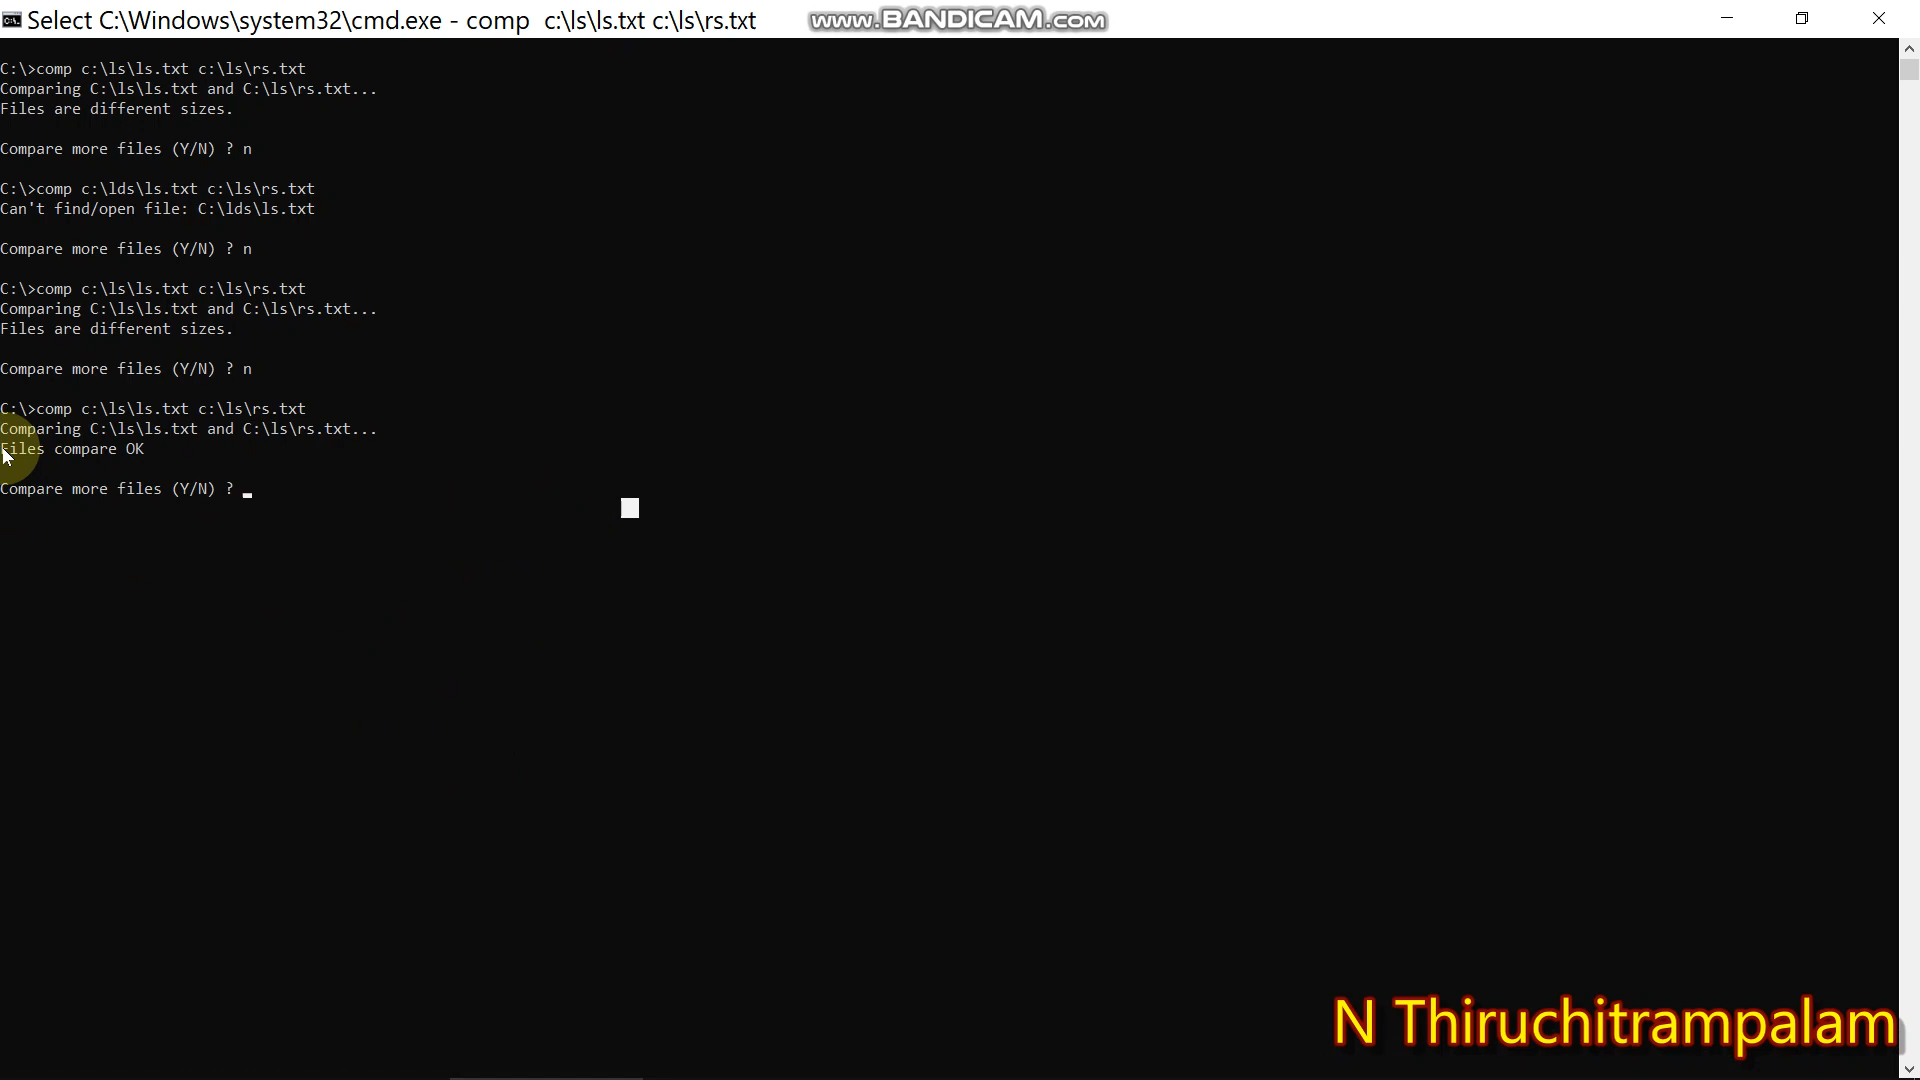 Select C:\Windows\system32\cmd.exe - comp  c:\ls\ls.txt c:\ls\rs.txt
www.BANDICAM.com
C:\>comp c:\ls\ls.txt c:\ls\rs.txt
Comparing C:\ls\ls.txt and C:\ls\rs.txt...
Files are different sizes.
Compare more files (Y/N) ? n
C:\>comp c:\lds\ls.txt c:\ls\rs.txt
Can't find/open file: C:\lds\ls.txt
Compare more files (Y/N) ? n
C:\>comp c:\ls\ls.txt c:\ls\rs.txt
Comparing C:\ls\ls.txt and C:\ls\rs.txt...
Files are different sizes.
Compare more files (Y/N) ? n
C:\>comp c:\ls\ls.txt c:\ls\rs.txt
Comparing C:\ls\ls.txt and C:\ls\rs.txt...
Files compare OK
Compare more files (Y/N) ?
N Thiruchitrampalam